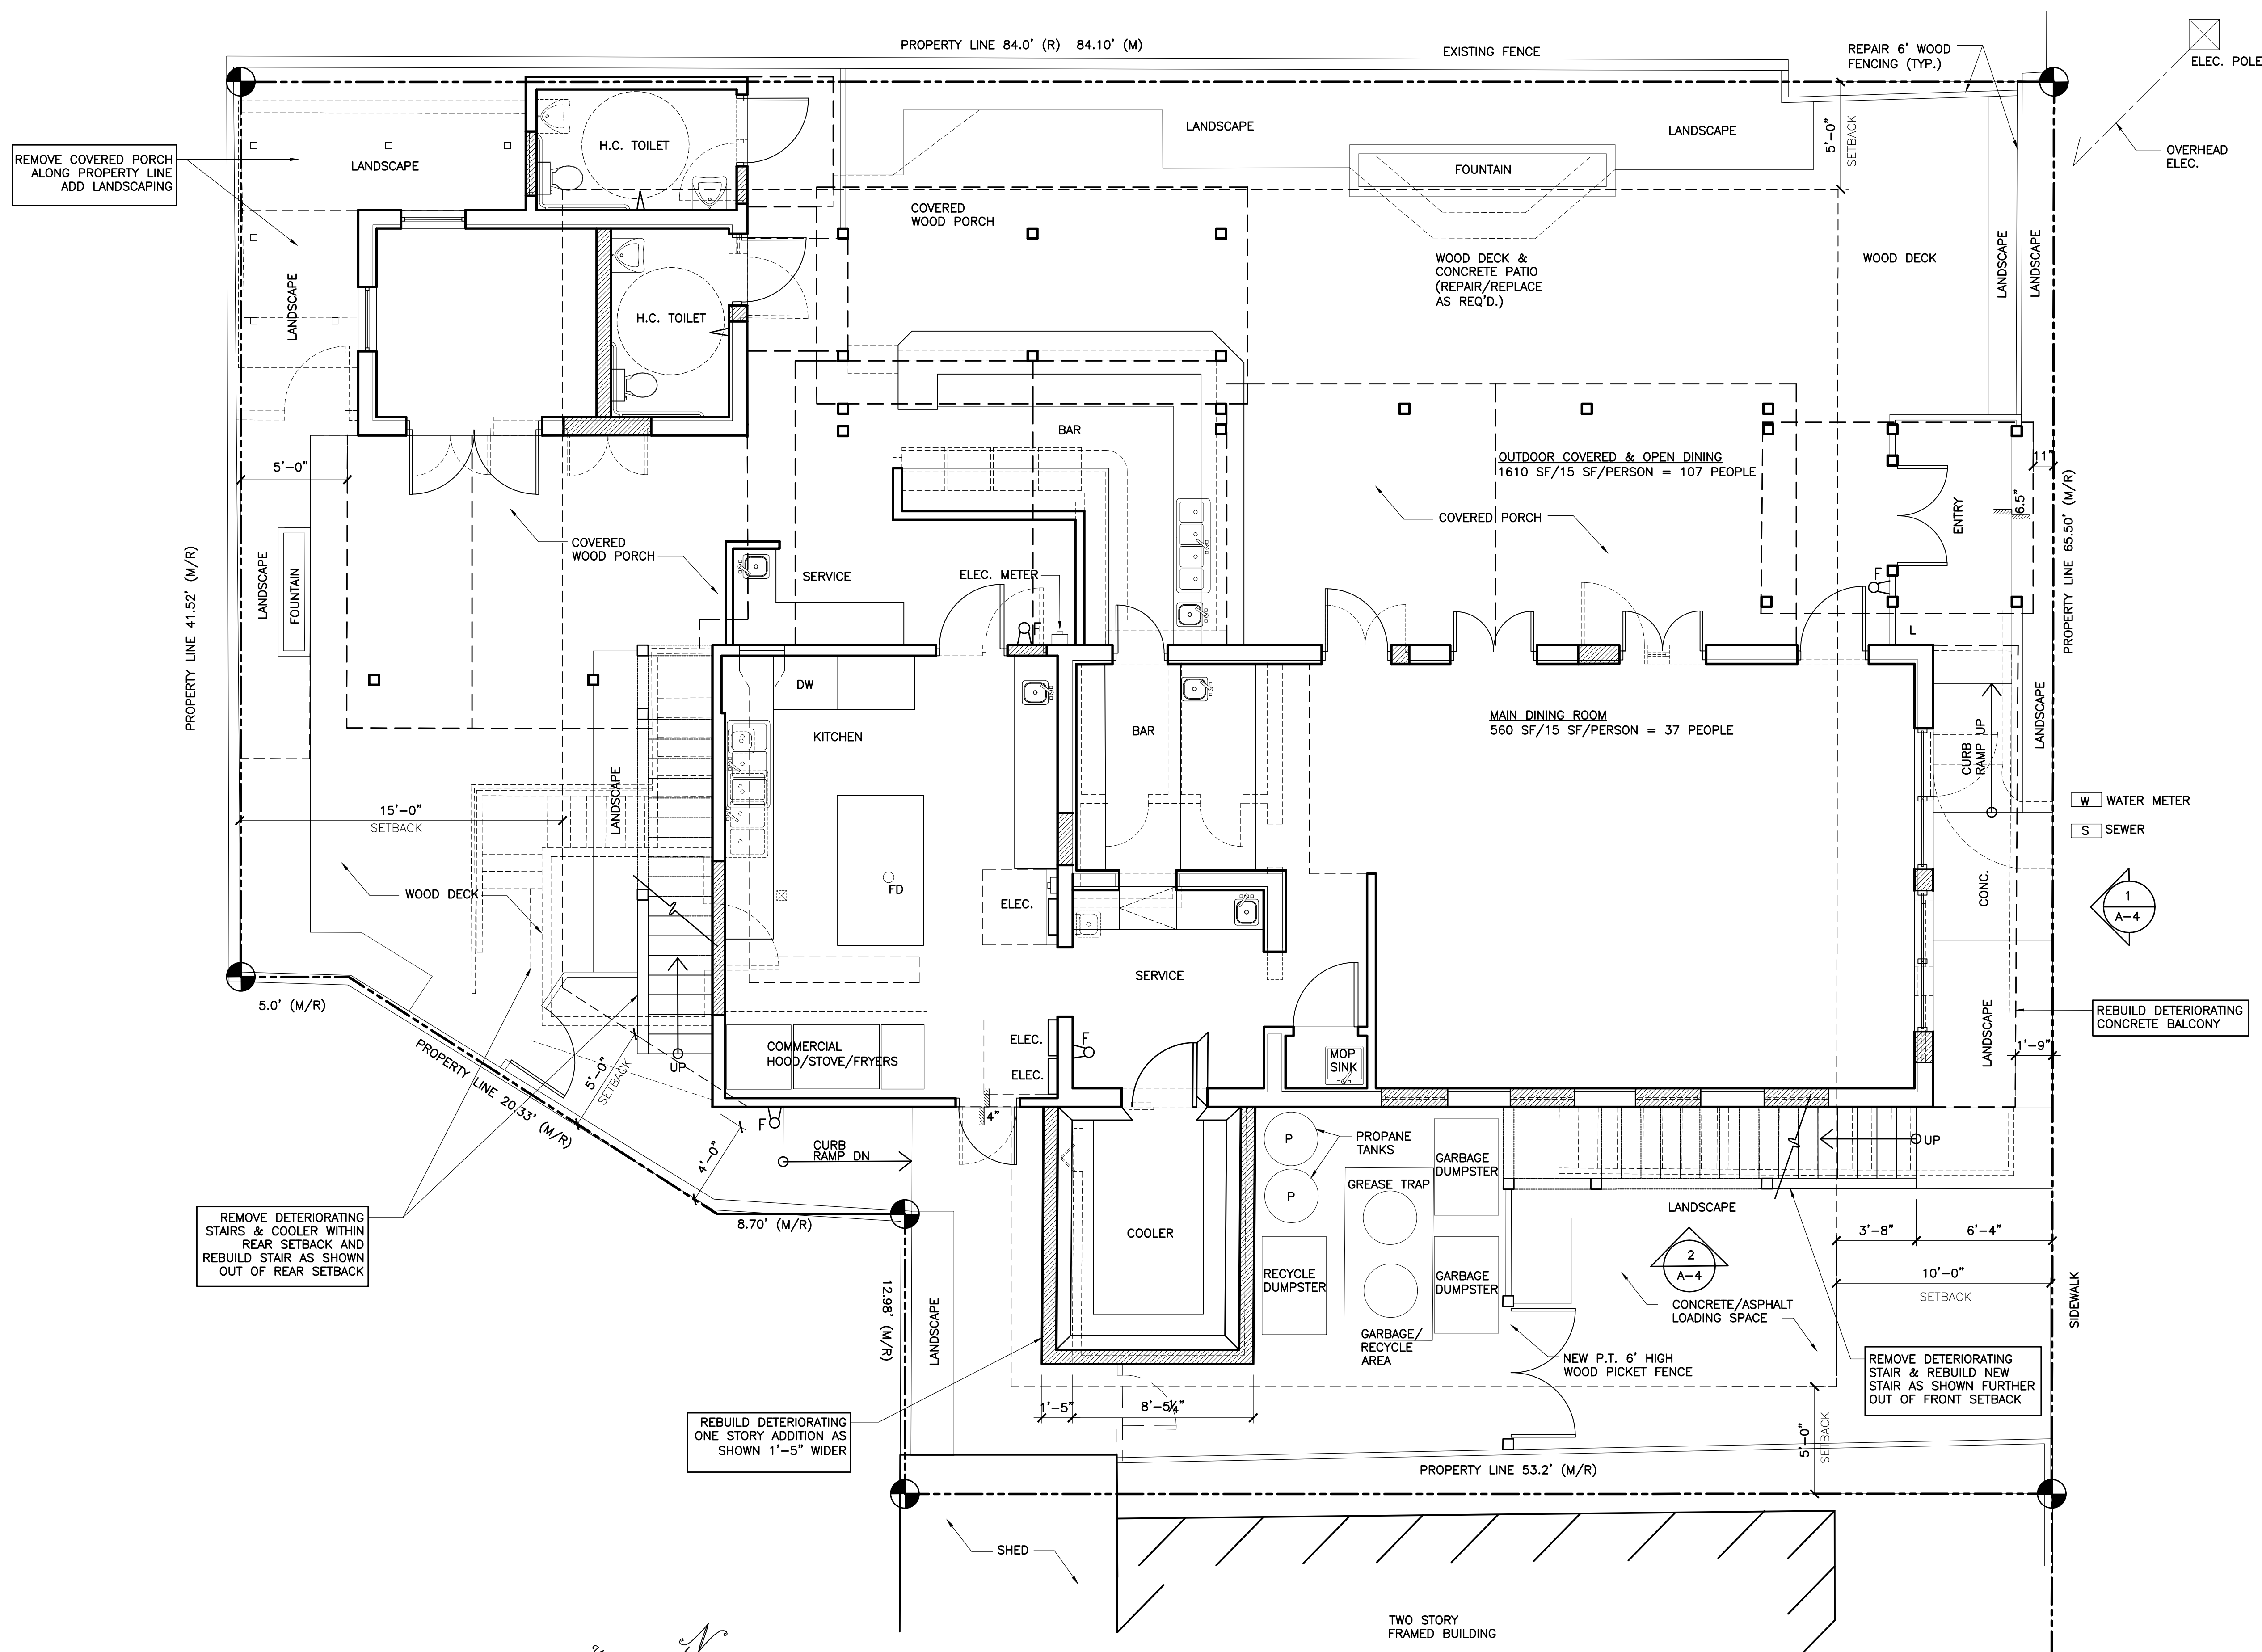 PROPERTY LINE 84.0' (R)  84.10' (M)
EXISTING FENCE
REPAIR 6' WOOD
FENCING (TYP.)
ELEC. POLE
OVERHEAD
ELEC.
REMOVE COVERED PORCH
ALONG PROPERTY LINE
ADD LANDSCAPING
LANDSCAPE
H.C. TOILET
LANDSCAPE
LANDSCAPE
5'-0"
SETBACK
FOUNTAIN
COVERED
WOOD PORCH
WOOD DECK &
CONCRETE PATIO
(REPAIR/REPLACE
AS REQ'D.)
WOOD DECK
LANDSCAPE
LANDSCAPE
LANDSCAPE
H.C. TOILET
BAR
5'-0"
OUTDOOR COVERED & OPEN DINING
1610 SF/15 SF/PERSON = 107 PEOPLE
11"
6.5"
ENTRY
PROPERTY LINE 65.50' (M/R)
COVERED PORCH
COVERED
WOOD PORCH
SERVICE
ELEC. METER
F
F
L
PROPERTY LINE 41.52' (M/R)
LANDSCAPE
FOUNTAIN
DW
KITCHEN
BAR
MAIN DINING ROOM
560 SF/15 SF/PERSON = 37 PEOPLE
CURB
RAMP UP
LANDSCAPE
W WATER METER
S SEWER
15'-0"
SETBACK
LANDSCAPE
WOOD DECK
FD
ELEC.
CONC.
1
A-4
SERVICE
5.0' (M/R)
PROPERTY LINE 20.33' (M/R)
5'-0"
SETBACK
UP
COMMERCIAL
HOOD/STOVE/FRYERS
ELEC.
ELEC.
F
MOP
SINK
LANDSCAPE
1'-9"
REBUILD DETERIORATING
CONCRETE BALCONY
F
4"
4'-0"
CURB
RAMP DN
P
P
PROPANE
TANKS
GARBAGE
DUMPSTER
UP
GREASE TRAP
LANDSCAPE
REMOVE DETERIORATING
STAIRS & COOLER WITHIN
REAR SETBACK AND
REBUILD STAIR AS SHOWN
OUT OF REAR SETBACK
8.70' (M/R)
COOLER
3'-8"
6'-4"
2
A-4
RECYCLE
DUMPSTER
GARBAGE
DUMPSTER
10'-0"
SETBACK
12.98' (M/R)
LANDSCAPE
CONCRETE/ASPHALT
LOADING SPACE
SIDEWALK
GARBAGE/
RECYCLE
AREA
NEW P.T. 6' HIGH
WOOD PICKET FENCE
REMOVE DETERIORATING
STAIR & REBUILD NEW
STAIR AS SHOWN FURTHER
OUT OF FRONT SETBACK
1'-5"
8'-5¼"
REBUILD DETERIORATING
ONE STORY ADDITION AS
SHOWN 1'-5" WIDER
5'-0"
SETBACK
PROPERTY LINE 53.2' (M/R)
SHED
TWO STORY
FRAMED BUILDING
N